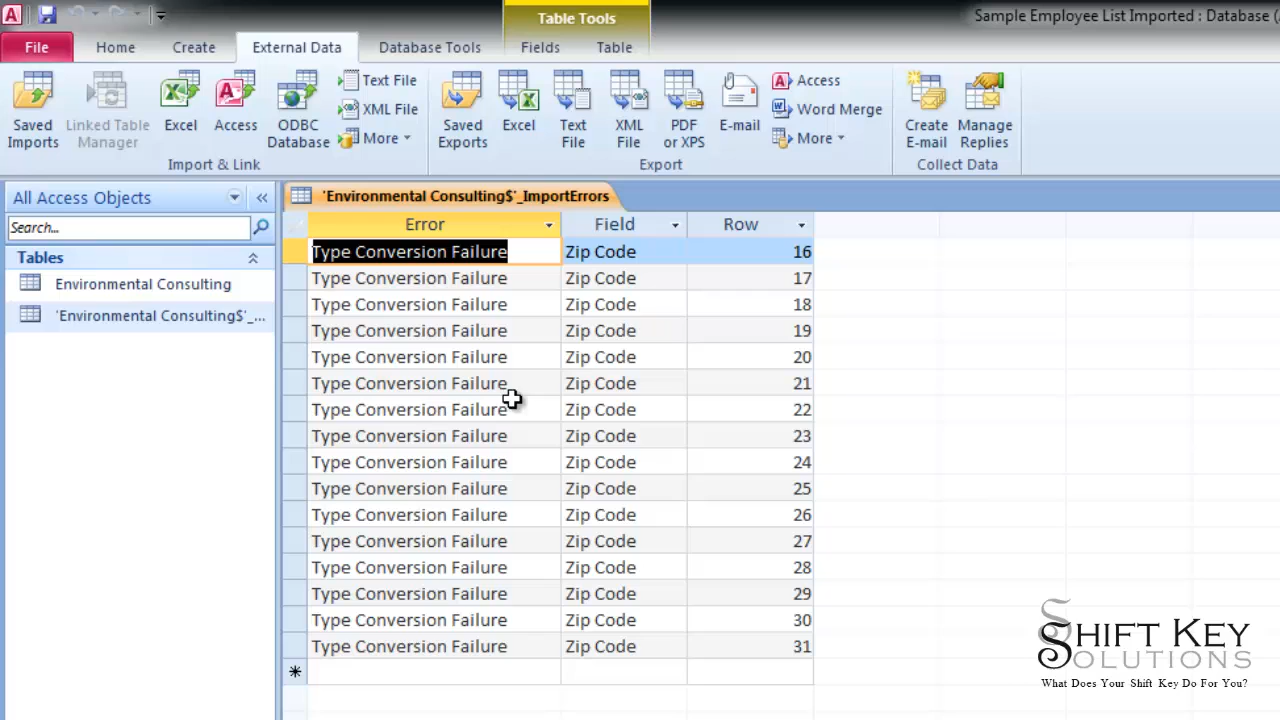 Table Tools
Sample Employee List Imported : Database (
File Home Create External Data Database Tools Fields Table
Saved Imports
Linked Table Manager
Excel
Access
ODBC Database
Text File
XML File
More
Import & Link
Saved Exports
Excel
Text File
XML File
PDF or XPS
E-mail
Access
Word Merge
More
Export
Create E-mail
Manage Replies
Collect Data
All Access Objects
Search...
Tables
Environmental Consulting
'Environmental Consulting$'_...
'Environmental Consulting$'_ImportErrors
Error Field Row
Type Conversion Failure Zip Code 16
Type Conversion Failure Zip Code 17
Type Conversion Failure Zip Code 18
Type Conversion Failure Zip Code 19
Type Conversion Failure Zip Code 20
Type Conversion Failure Zip Code 21
Type Conversion Failure Zip Code 22
Type Conversion Failure Zip Code 23
Type Conversion Failure Zip Code 24
Type Conversion Failure Zip Code 25
Type Conversion Failure Zip Code 26
Type Conversion Failure Zip Code 27
Type Conversion Failure Zip Code 28
Type Conversion Failure Zip Code 29
Type Conversion Failure Zip Code 30
Type Conversion Failure Zip Code 31
SHIFT KEY
SOLUTIONS
What Does Your Shift Key Do For You?